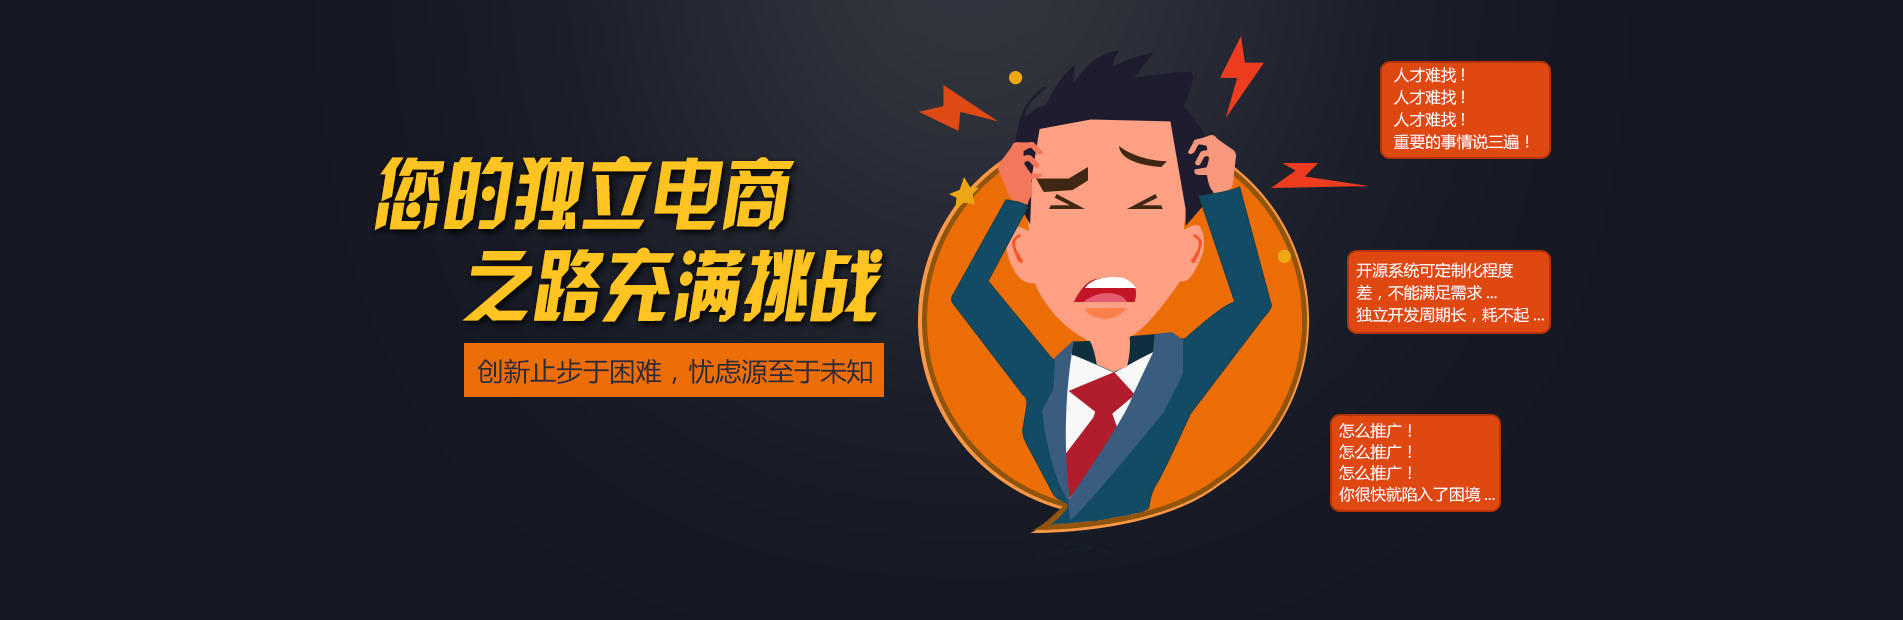 您的独立电商
之路充满挑战
创新止步于困难，忧虑源至于未知
人才难找！
人才难找！
人才难找！
重要的事情说三遍！
开源系统可定制化程度
差，不能满足需求...
独立开发周期长，耗不起...
怎么推广！
怎么推广！
怎么推广！
你很快就陷入了困境...